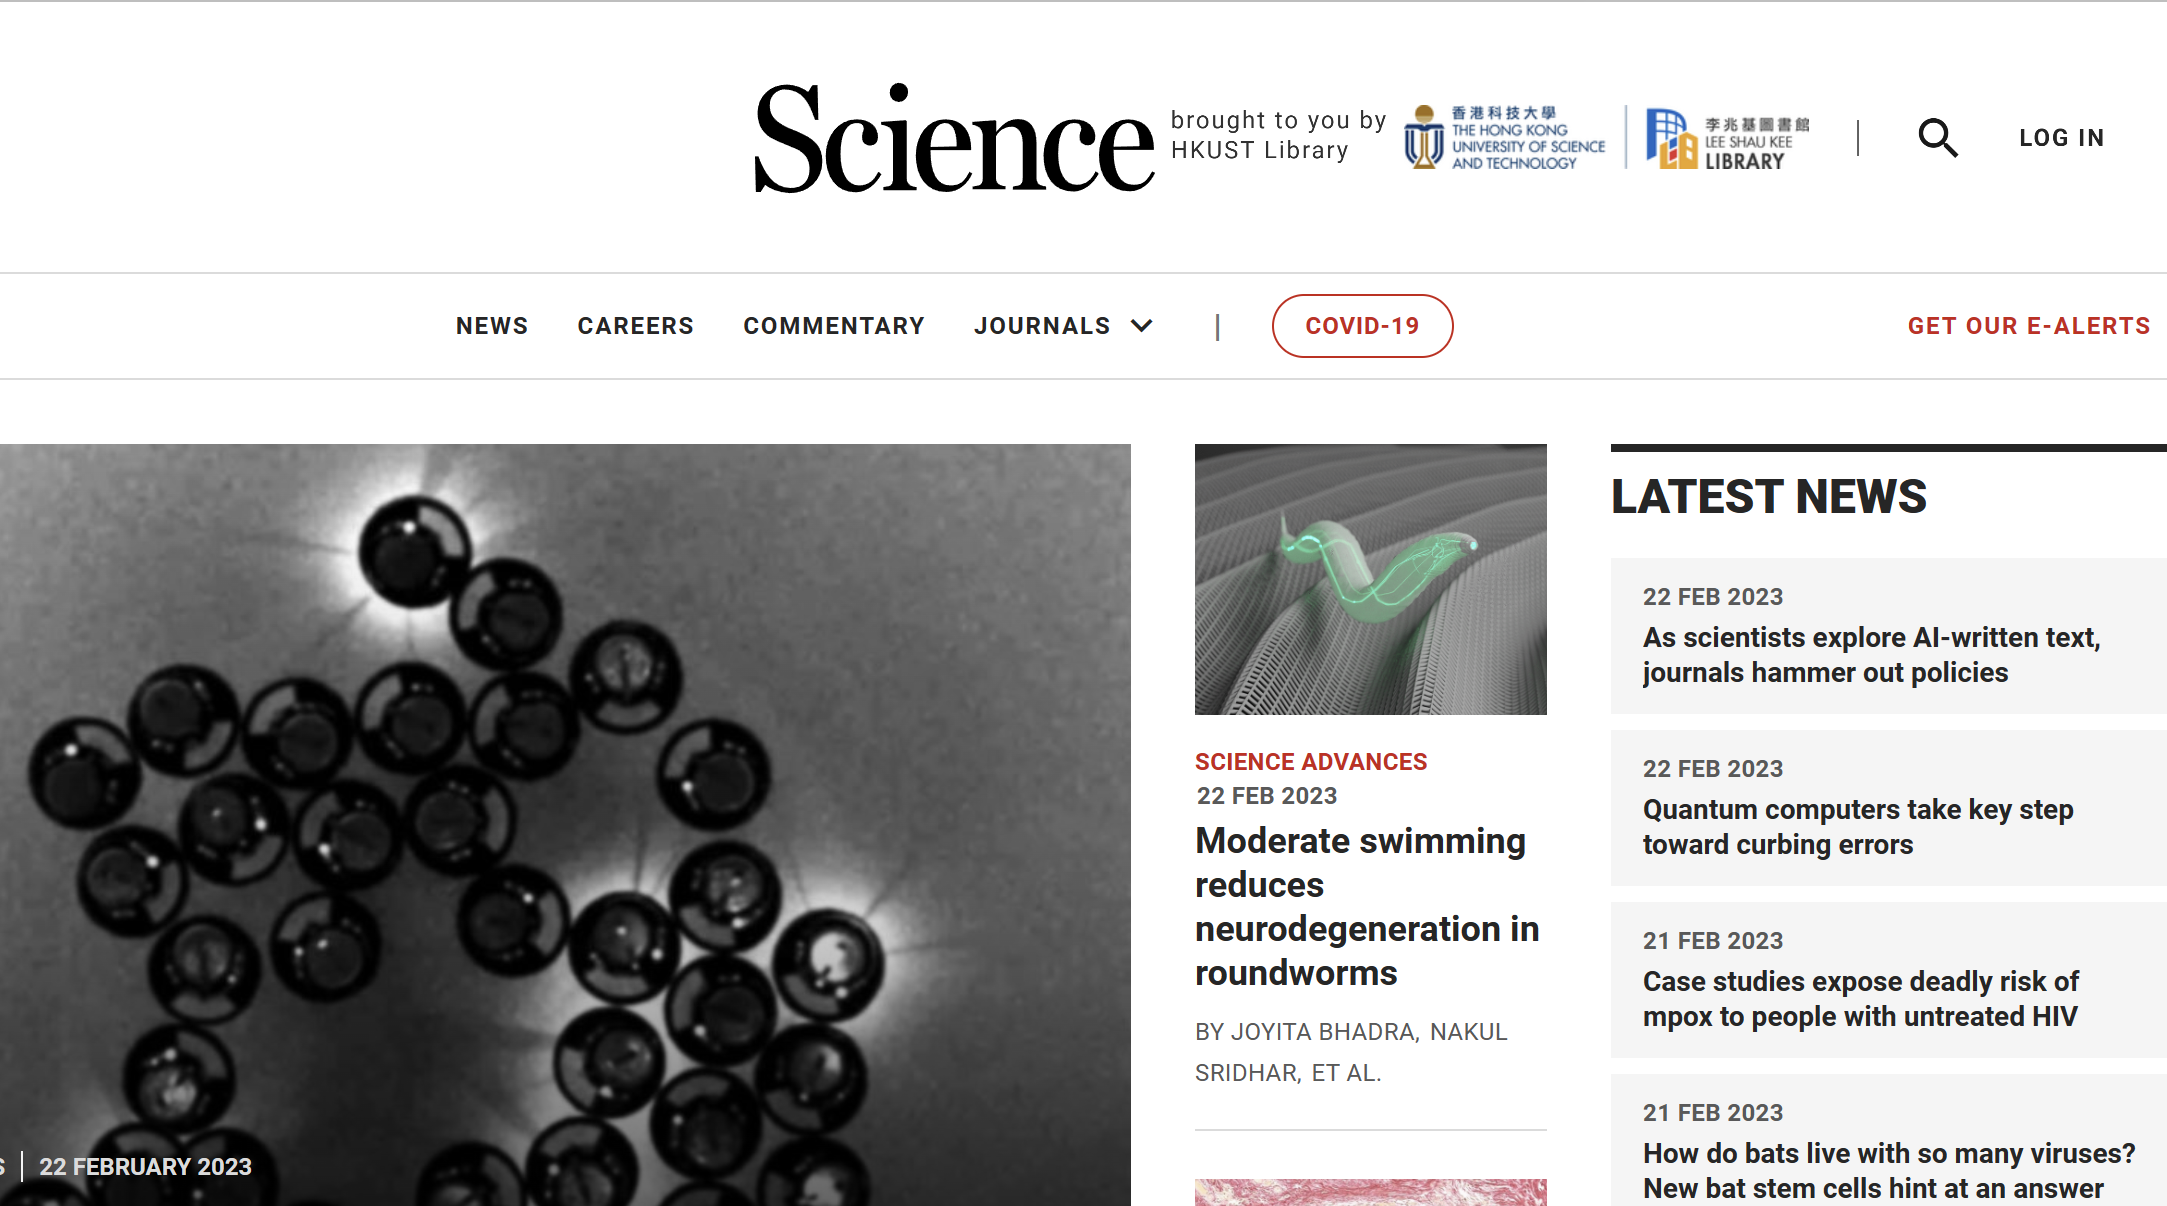 Science
brought to you by
HKUST Library
香港科技大學
THE HONG KONG
UNIVERSITY OF SCIENCE
AND TECHNOLOGY
李兆基圖書館
LEE SHAU KEE
LIBRARY
LOG IN
NEWS CAREERS COMMENTARY JOURNALS | COVID-19 GET OUR E-ALERTS
S | 22 FEBRUARY 2023
SCIENCE ADVANCES
22 FEB 2023
Moderate swimming
reduces
neurodegeneration in
roundworms
BY JOYITA BHADRA, NAKUL
SRIDHAR, ET AL.
LATEST NEWS
22 FEB 2023
As scientists explore AI-written text,
journals hammer out policies
22 FEB 2023
Quantum computers take key step
toward curbing errors
21 FEB 2023
Case studies expose deadly risk of
mpox to people with untreated HIV
21 FEB 2023
How do bats live with so many viruses?
New bat stem cells hint at an answer